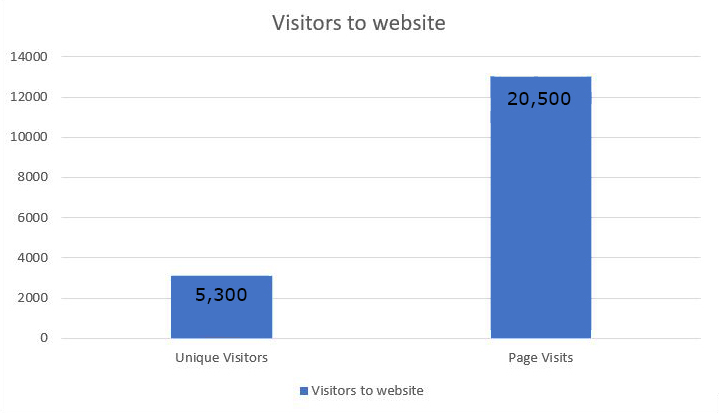 Visitors to website
14000
12000
10000
8000
6000
4000
2000
0
5,300
20,500
Unique Visitors
Page Visits
Visitors to website